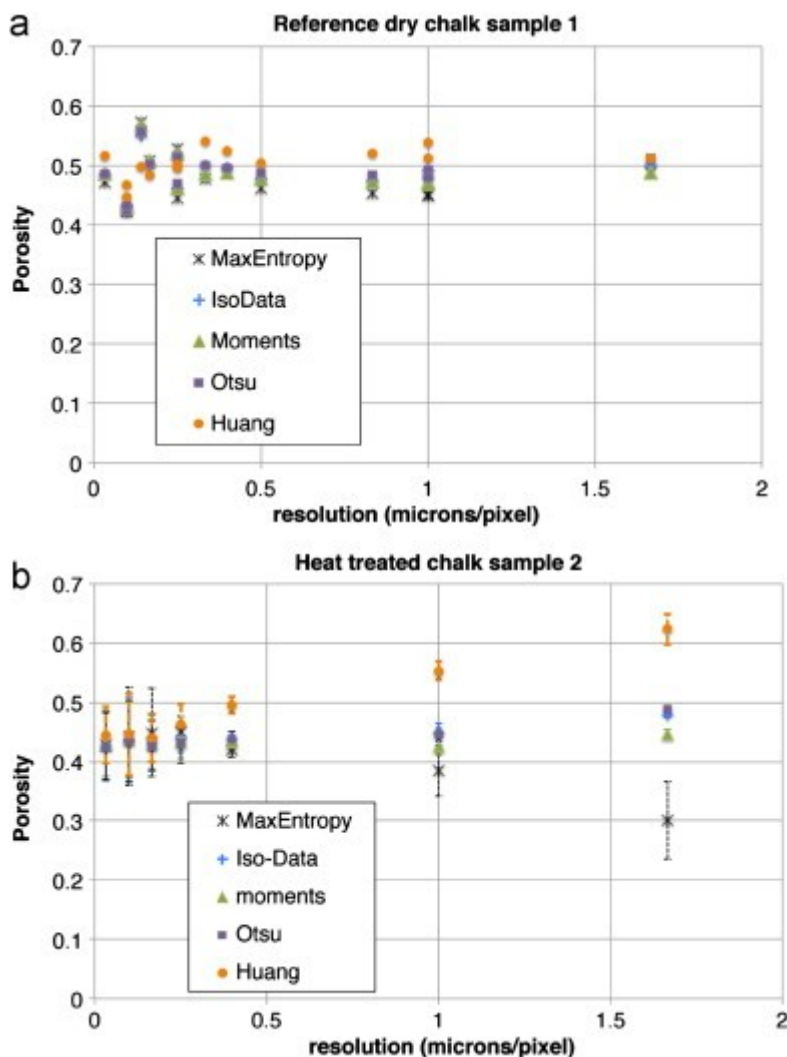 a
Reference dry chalk sample 1
0.7
0.6
0.5
0.4
0.3
0.2
0.1
0
Porosity
MaxEntropy
IsoData
Moments
Otsu
Huang
0 0.5 1 1.5 2
resolution (microns/pixel)
b
Heat treated chalk sample 2
0.7
0.6
0.5
0.4
0.3
0.2
0.1
0
Porosity
MaxEntropy
Iso-Data
moments
Otsu
Huang
0 0.5 1 1.5 2
resolution (microns/pixel)